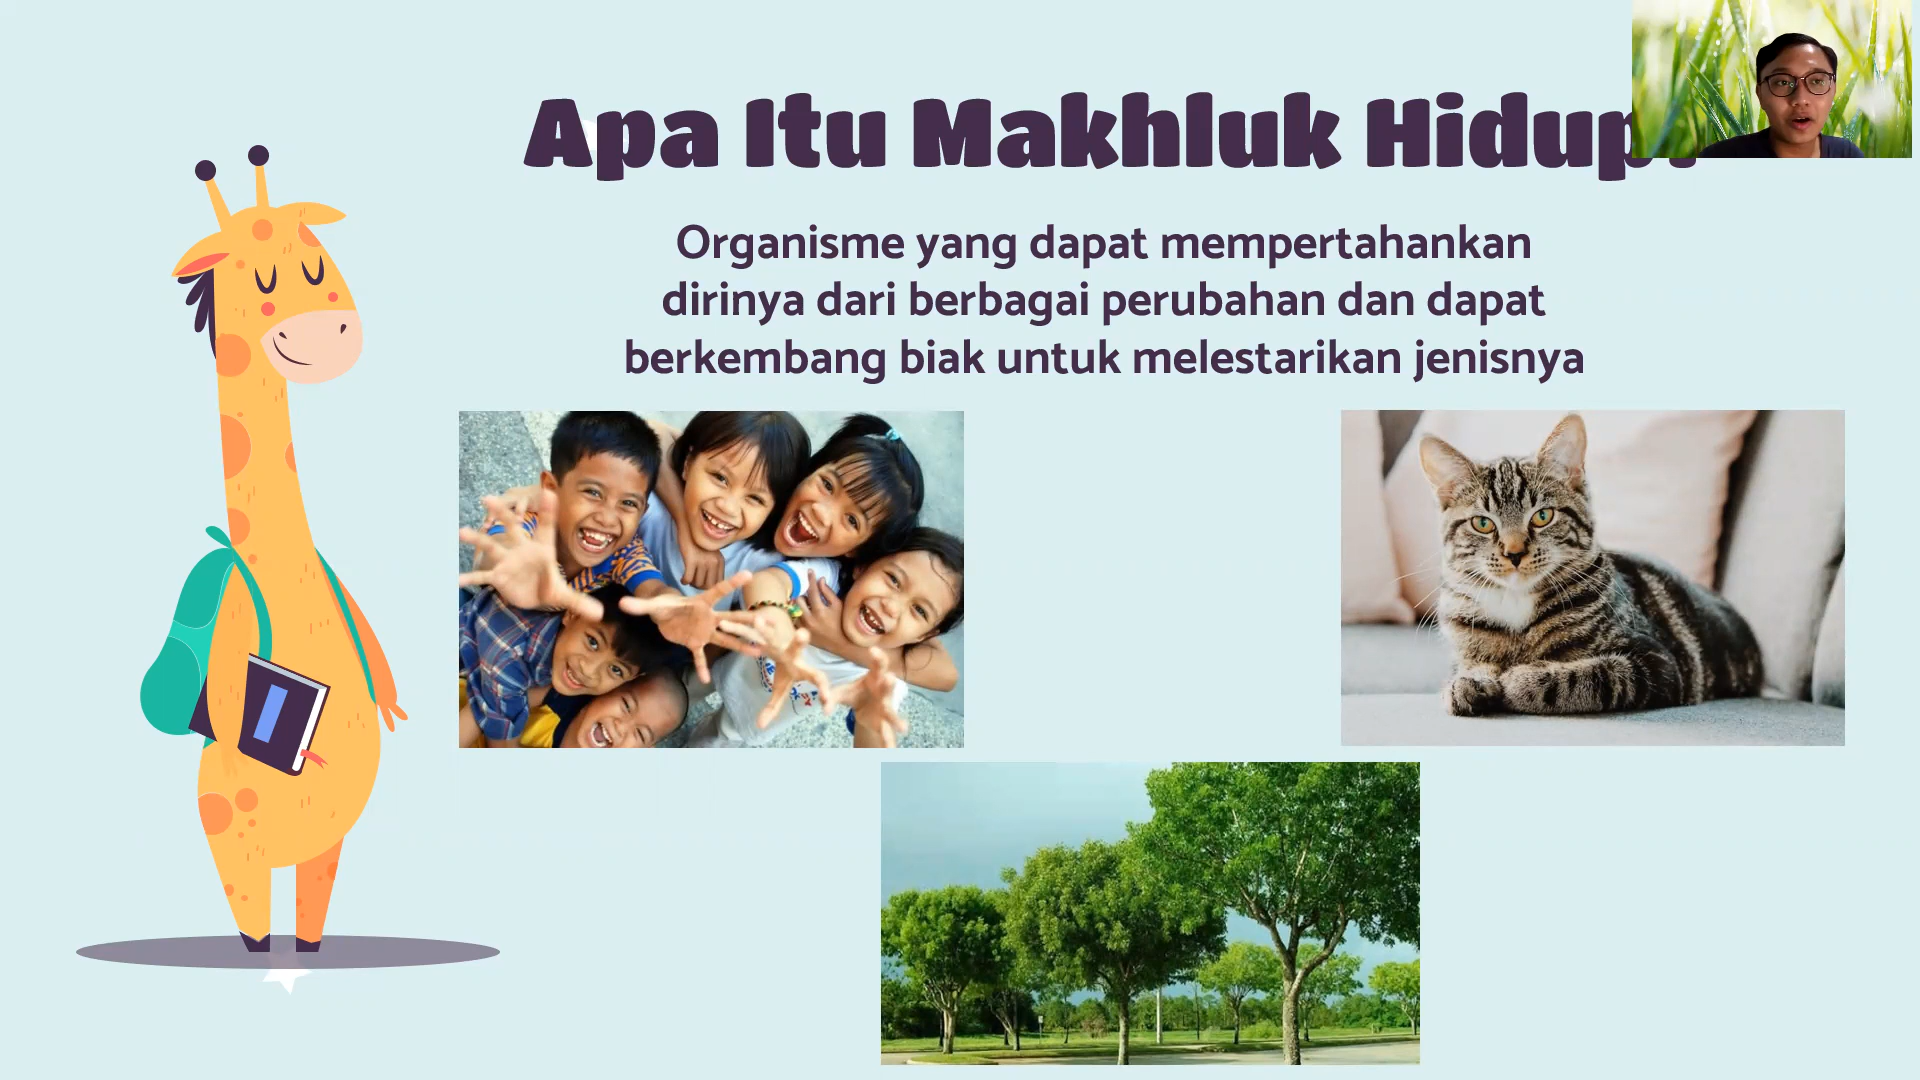 Apa Itu Makhluk Hidup?
Organisme yang dapat mempertahankan
dirinya dari berbagai perubahan dan dapat
berkembang biak untuk melestarikan jenisnya